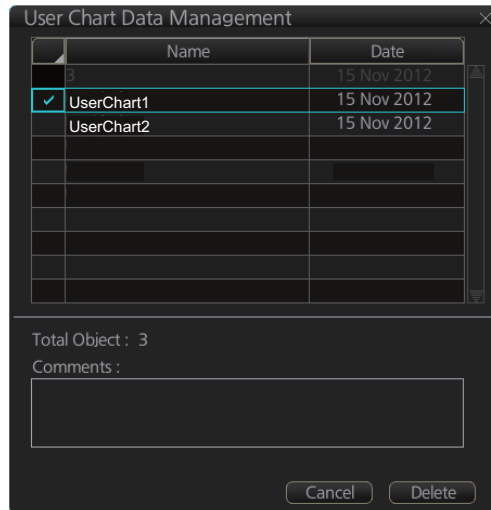 User Chart Data Management
Name Date
3 15 Nov 2012
UserChart1 15 Nov 2012
UserChart2 15 Nov 2012
Total Object : 3
Comments :
Cancel Delete